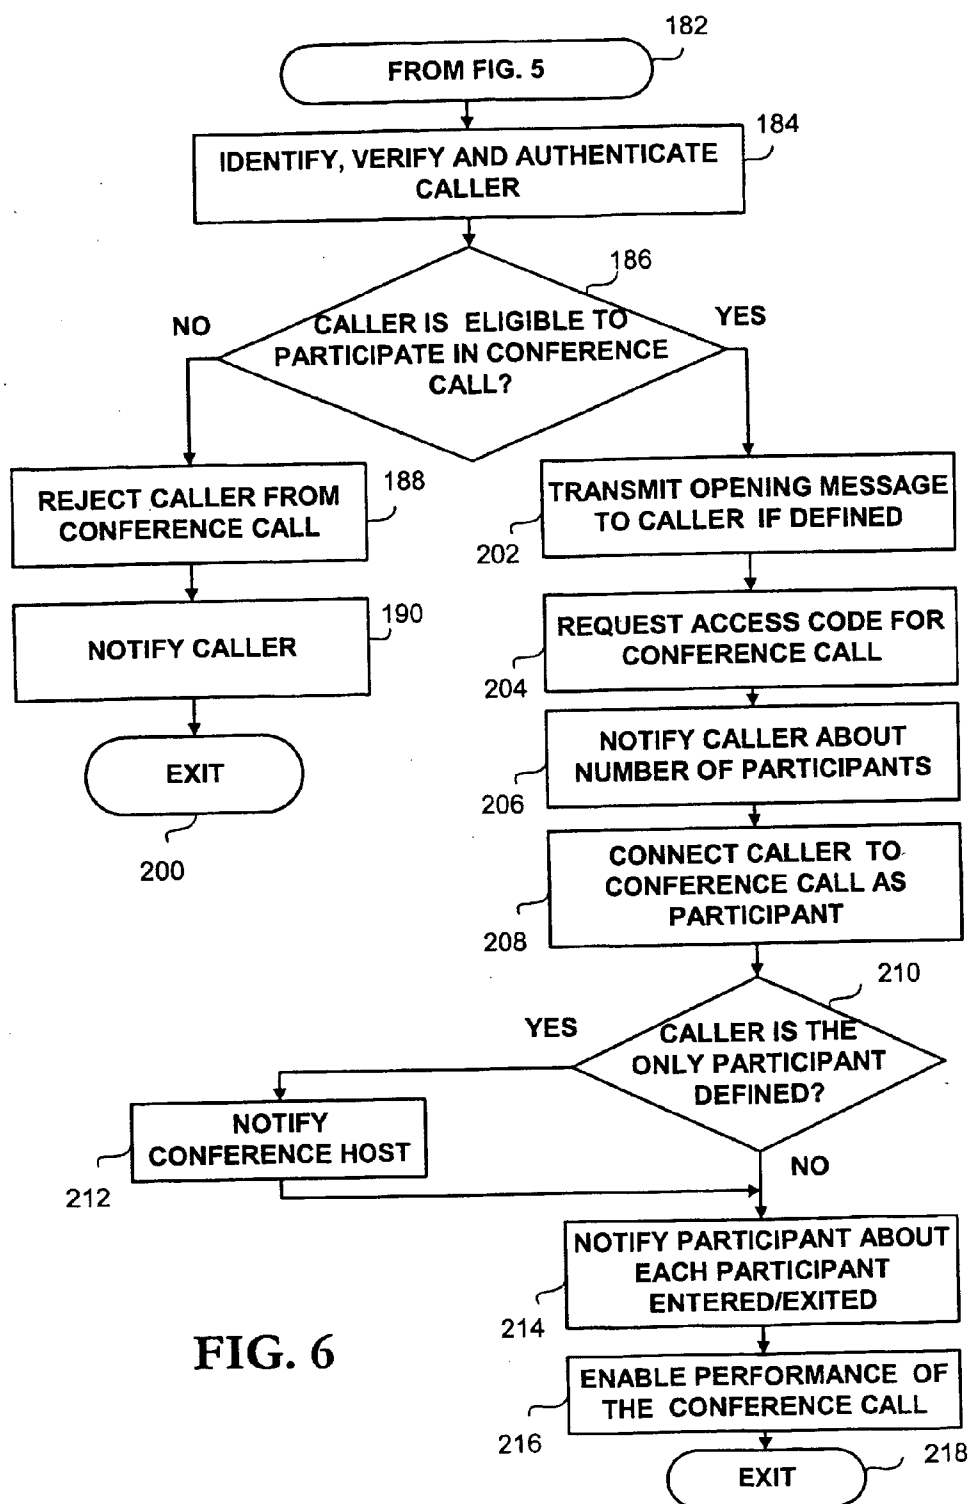 182
FROM FIG. 5
184
IDENTIFY, VERIFY AND AUTHENTICATE
CALLER
186
NO
YES
CALLER IS ELIGIBLE TO
PARTICIPATE IN CONFERENCE
CALL?
REJECT CALLER FROM
CONFERENCE CALL
188
TRANSMIT OPENING MESSAGE
TO CALLER IF DEFINED
202
NOTIFY CALLER
190
REQUEST ACCESS CODE FOR
CONFERENCE CALL
204
EXIT
200
NOTIFY CALLER ABOUT
NUMBER OF PARTICIPANTS
206
CONNECT CALLER TO
CONFERENCE CALL AS
PARTICIPANT
208
210
YES
CALLER IS THE
ONLY PARTICIPANT
DEFINED?
NOTIFY
CONFERENCE HOST
212
NO
NOTIFY PARTICIPANT ABOUT
EACH PARTICIPANT
ENTERED/EXITED
214
FIG. 6
ENABLE PERFORMANCE OF
THE CONFERENCE CALL
216
EXIT
218